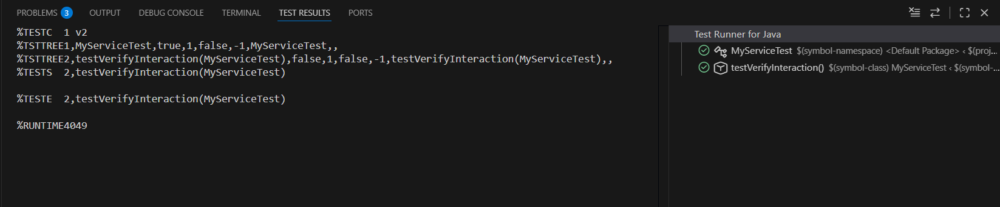 PROBLEMS 3 OUTPUT DEBUG CONSOLE TERMINAL TEST RESULTS PORTS
%TESTC 1 v2
%TSTTREE1,MyServiceTest,true,1,false,-1,MyServiceTest,,
%TSTTREE2,testVerifyInteraction(MyServiceTest),false,1,false,-1,testVerifyInteraction(MyServiceTest),,
%TESTS 2,testVerifyInteraction(MyServiceTest)
%TESTE 2,testVerifyInteraction(MyServiceTest)
%RUNTIME4049
Test Runner for Java
MyServiceTest $(symbol-namespace) <Default Package> < $(proj...
testVerifyInteraction() $(symbol-class) MyServiceTest < $(symbol-...